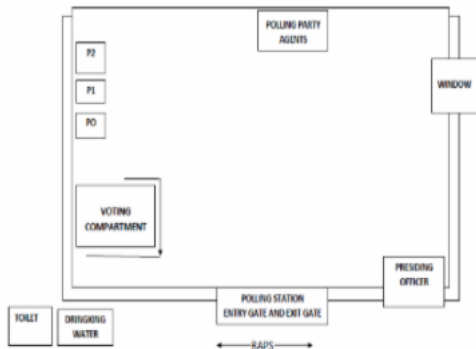 POLLING PARTY
AGENTS
P2
P1
PO
WINDOW
VOTING
COMPARTMENT
PRESIDING
OFFICER
POLLING STATION
ENTRY GATE AND EXIT GATE
TOILET
DRINGKING
WATER
RAPS